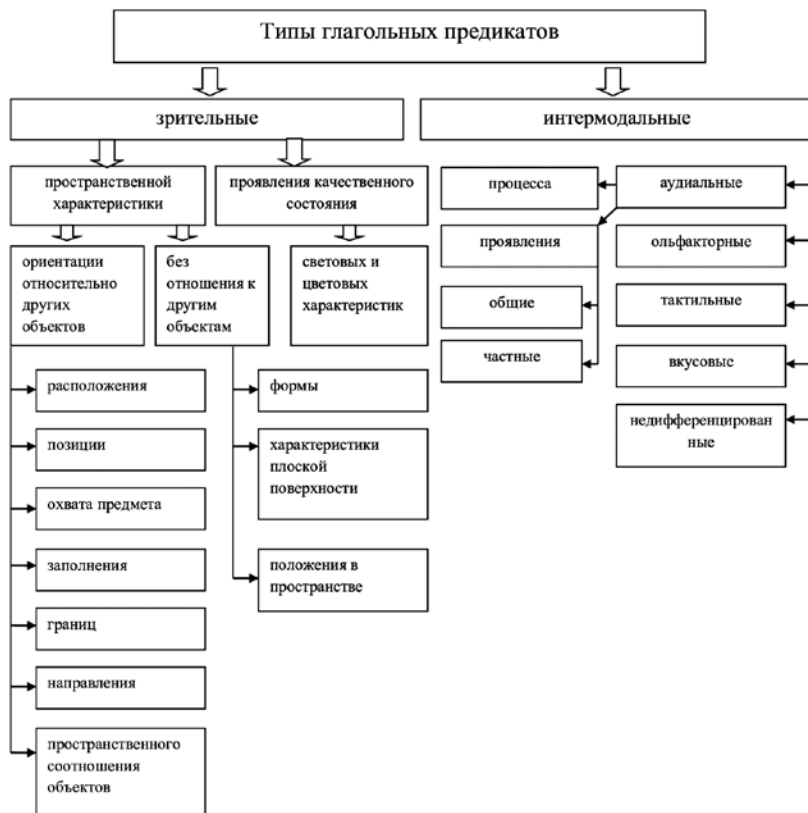 Типы глагольных предикатов
зрительные
интермодальные
пространственной
характеристики
проявления качественного
состояния
ориентации
относительно
других
объектов
без
отношения к
другим
объектам
световых и
цветовых
характеристик
расположения
позиции
охвата предмета
заполнения
границ
направления
пространственного
соотношения
объектов
формы
характеристики
плоской
поверхности
положения в
пространстве
процесса
проявления
общие
частные
аудиальные
ольфакторные
тактильные
вкусовые
недифференцирован
ные